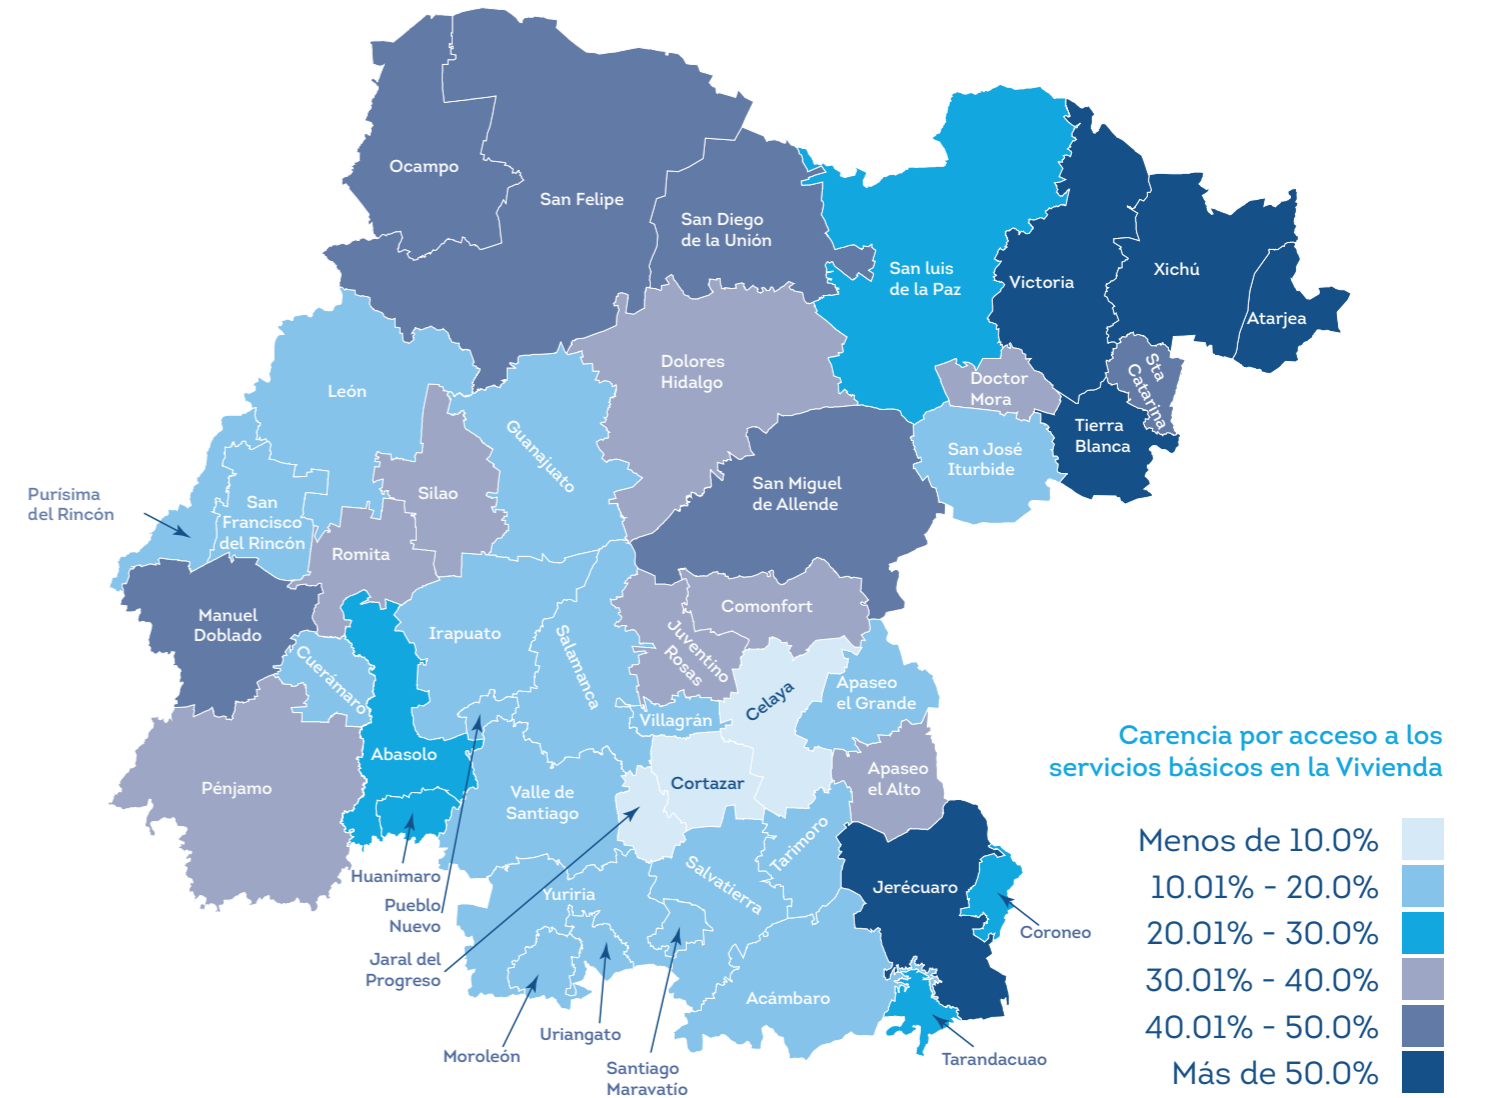 Ocampo
San Felipe
San Diego
de la Unión
San luis
de la Paz
Victoria
Xichú
Atarjea
León
Dolores
Hidalgo
Doctor
Mora
Sta
Catarina
Guanajuato
Tierra
Blanca
San José
Iturbide
Silao
San Miguel
de Allende
Purísima
del Rincón
San
Francisco
del Rincón
Romita
Manuel
Doblado
Comonfort
Irapuato
Salamanca
Juventino
Rosas
Cuerámaro
Celaya
Apaseo
el Grande
Villagrán
Abasolo
Pénjamo
Cortazar
Apaseo
el Alto
Valle de
Santiago
Tarimoro
Huanímaro
Salvatierra
Jerécuaro
Yuriria
Pueblo
Nuevo
Coroneo
Jaral del
Progreso
Acámbaro
Uriangato
Moroleón
Santiago
Maravatío
Tarandacuao
Carencia por acceso a los
servicios básicos en la Vivienda
Menos de 10.0%
10.01% - 20.0%
20.01% - 30.0%
30.01% - 40.0%
40.01% - 50.0%
Más de 50.0%